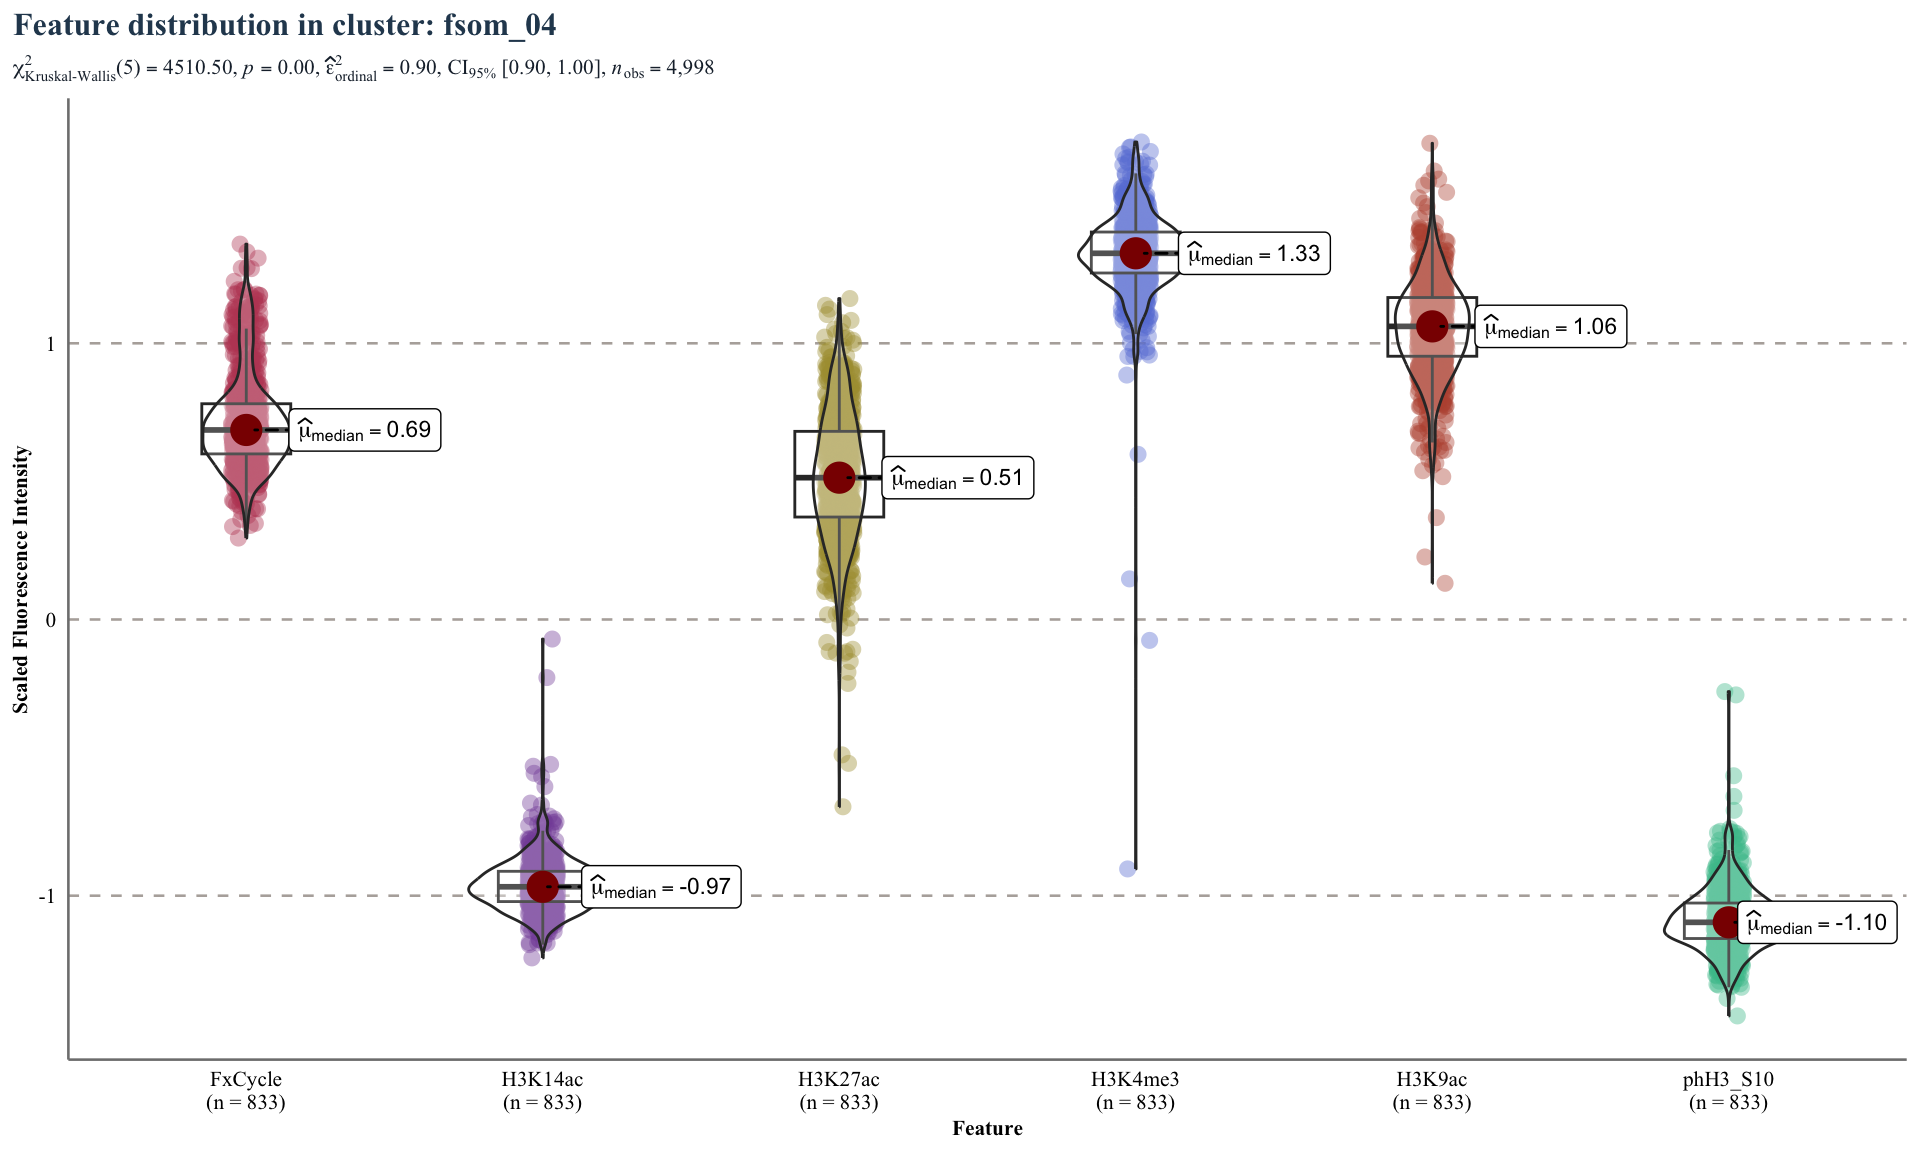 Feature distribution in cluster: fsom_04
χ²Kruskal-Wallis(5) = 4510.50, p = 0.00, ε̂²ordinal = 0.90, CI95% [0.90, 1.00], nobs = 4,998
Scaled Fluorescence Intensity
1
0
-1
μ̂median = 0.69
μ̂median = -0.97
μ̂median = 0.51
μ̂median = 1.33
μ̂median = 1.06
μ̂median = -1.10
FxCycle
(n = 833)
H3K14ac
(n = 833)
H3K27ac
(n = 833)
H3K4me3
(n = 833)
H3K9ac
(n = 833)
phH3_S10
(n = 833)
Feature